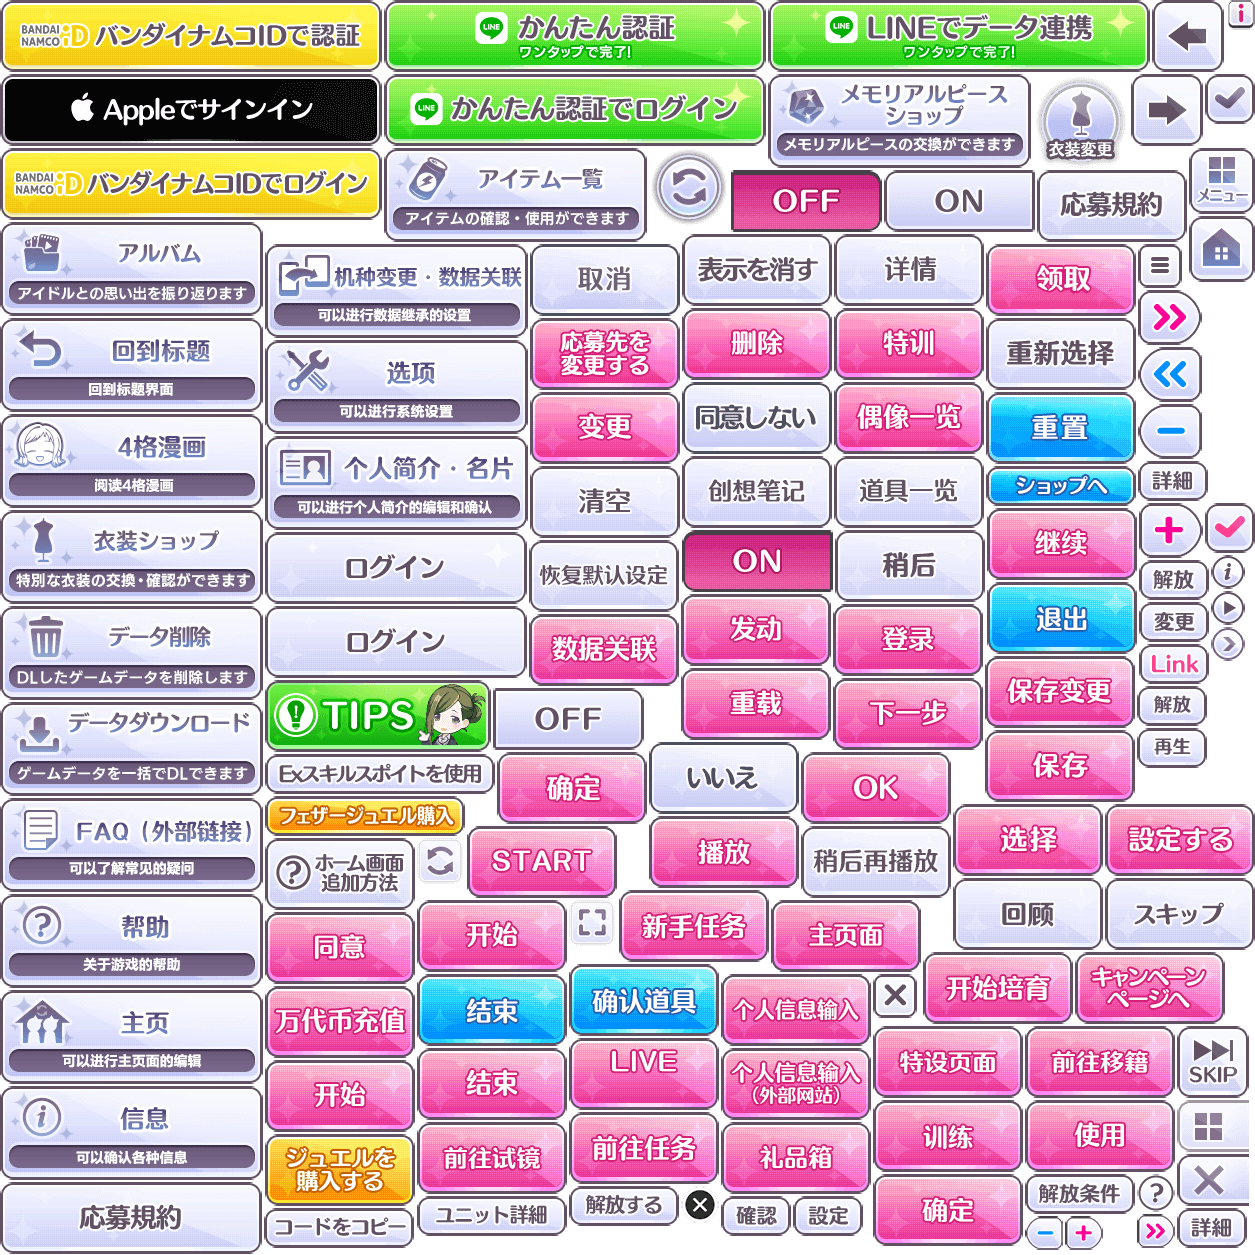 BANDAI NAMCO iD バンダイナムコIDで認証
LINE かんたん認証
ワンタップで完了!
LINE LINEでデータ連携
ワンタップで完了!
i
Appleでサインイン
LINE かんたん認証でログイン
メモリアルピース
ショップ
メモリアルピースの交換ができます
衣装変更
BANDAI NAMCO iD バンダイナムコIDでログイン
アイテム一覧
アイテムの確認・使用ができます
OFF
ON
応募規約
メニュー
アルバム
アイドルとの思い出を振り返ります
回到标题
回到标题界面
4格漫画
阅读4格漫画
衣装ショップ
特別な衣装の交換・確認ができます
データ削除
DLしたゲームデータを削除します
データダウンロード
ゲームデータを一括でDLできます
FAQ（外部链接）
可以了解常见的疑问
?
帮助
关于游戏的帮助
主页
可以进行主页面的编辑
i
信息
可以确认各种信息
応募規約
机种变更・数据关联
可以进行数据继承的设置
选项
可以进行系统设置
个人简介・名片
可以进行个人简介的编辑和确认
ログイン
ログイン
! TIPS
OFF
Exスキルスポイトを使用
フェザージュエル購入
? ホーム画面
追加方法
START
同意
万代币充值
开始
ジュエルを
購入する
コードをコピー
取消
応募先を
変更する
变更
清空
恢复默认设定
数据关联
确定
开始
结束
结束
前往试镜
ユニット詳細
表示を消す
删除
同意しない
创想笔记
ON
发动
重载
いいえ
播放
新手任务
确认道具
LIVE
前往任务
解放する
详情
特训
偶像一览
道具一览
稍后
登录
下一步
OK
稍后再播放
主页面
个人信息输入
个人信息输入
（外部网站）
礼品箱
確認
設定
领取
重新选择
重置
ショップへ
继续
退出
保存变更
保存
选择
設定する
回顾
スキップ
开始培育
キャンペーン
ページへ
特设页面
前往移籍
SKIP
训练
使用
确定
解放条件
?
詳細
詳細
解放
i
変更
Link
解放
再生